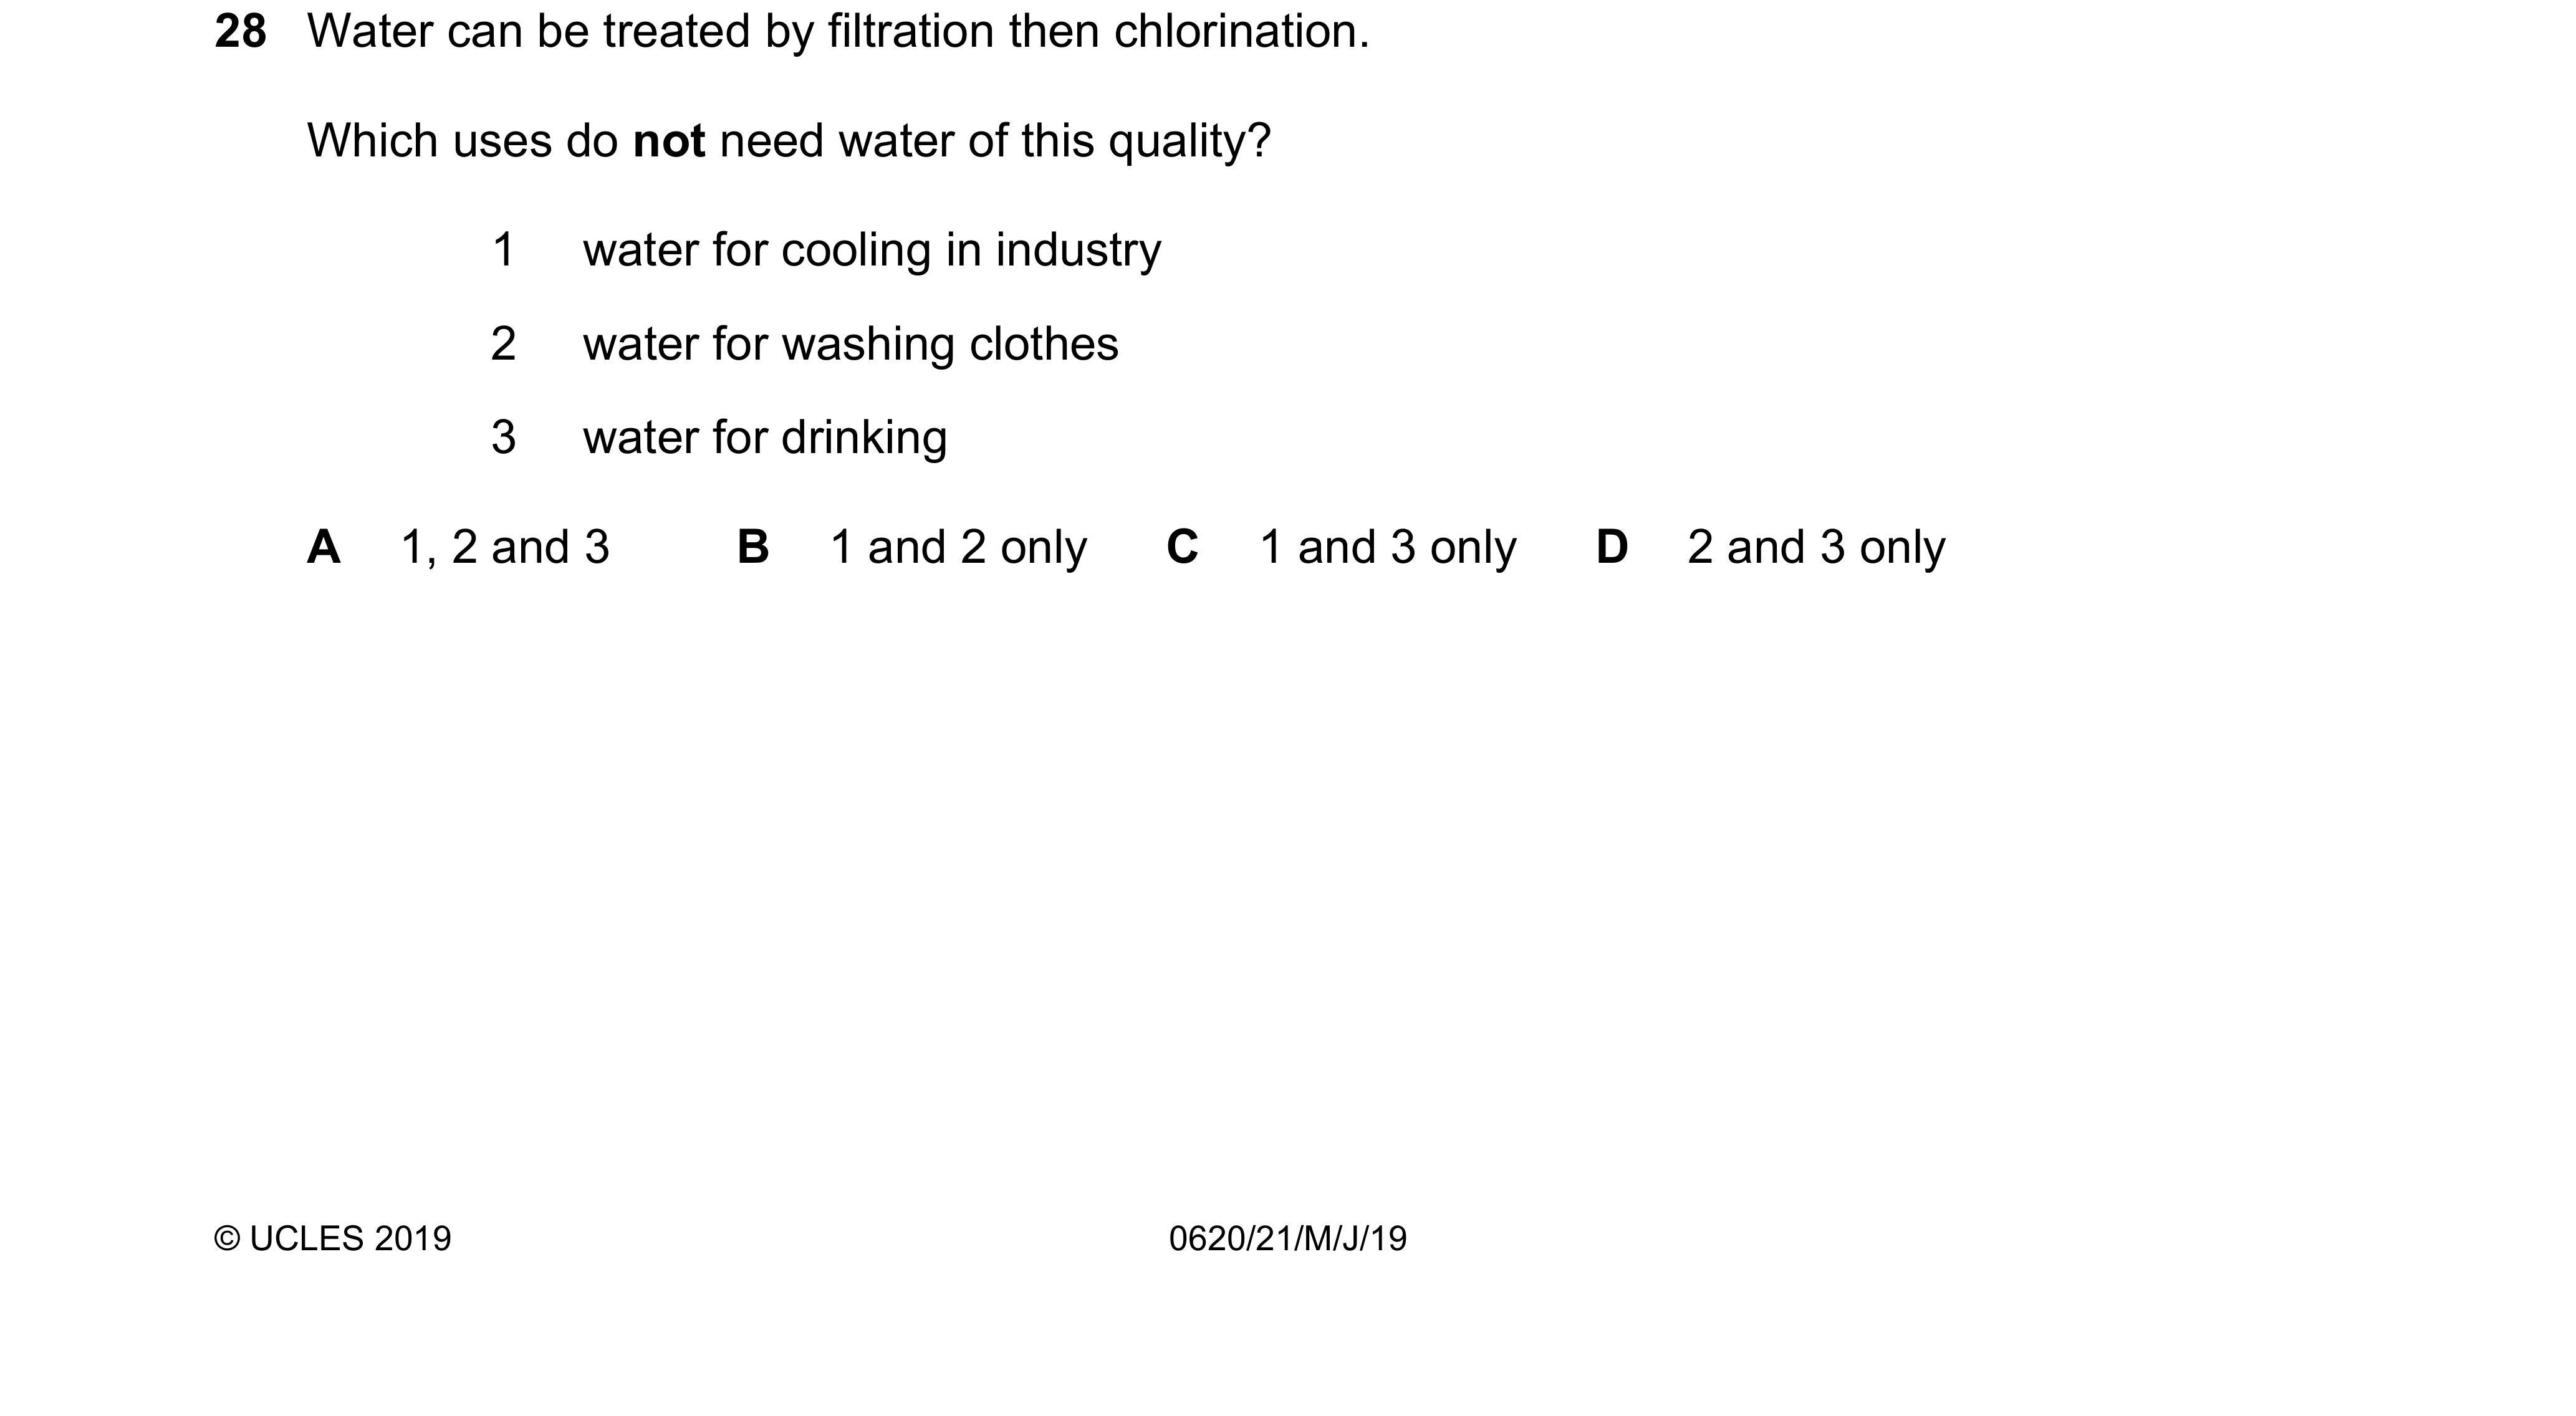 28 Water can be treated by filtration then chlorination.
Which uses do not need water of this quality?
1 water for cooling in industry
2 water for washing clothes
3 water for drinking
A 1, 2 and 3 B 1 and 2 only C 1 and 3 only D 2 and 3 only
© UCLES 2019 0620/21/M/J/19